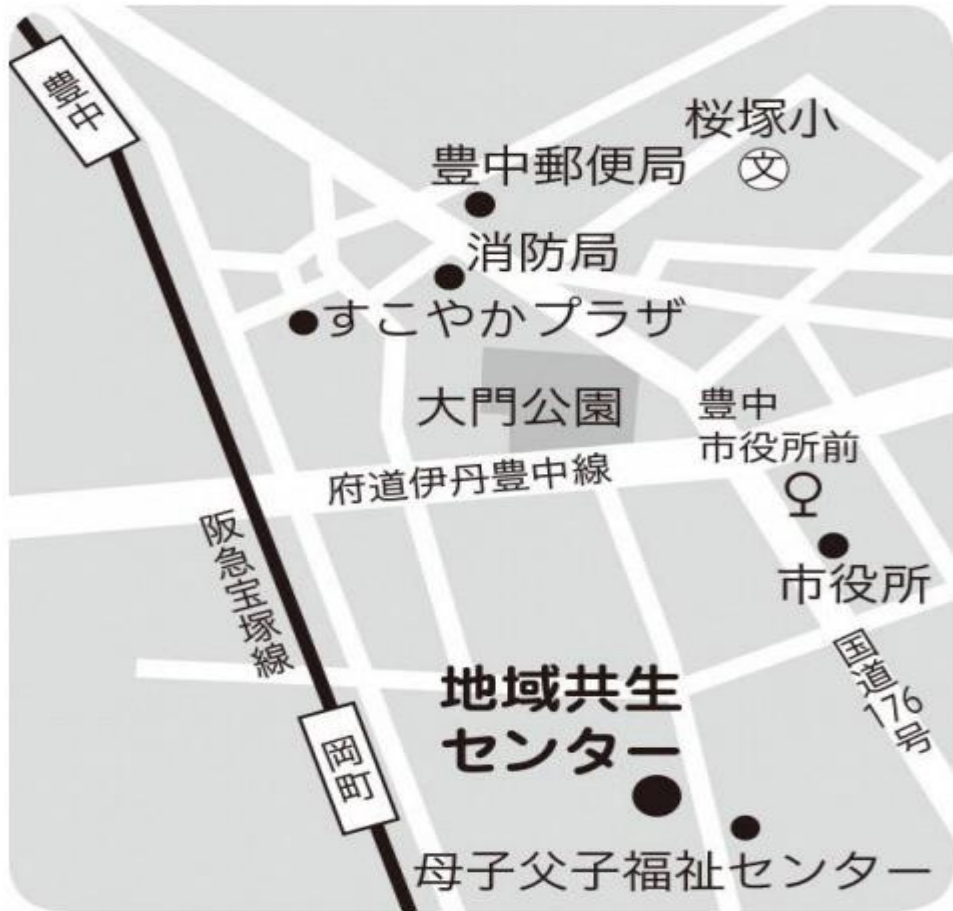 豊中
桜塚小
文
豊中郵便局
消防局
すこやかプラザ
大門公園
豊中
市役所前
府道伊丹豊中線
阪急宝塚線
市役所
国道176号
地域共生
センター
岡町
母子父子福祉センター